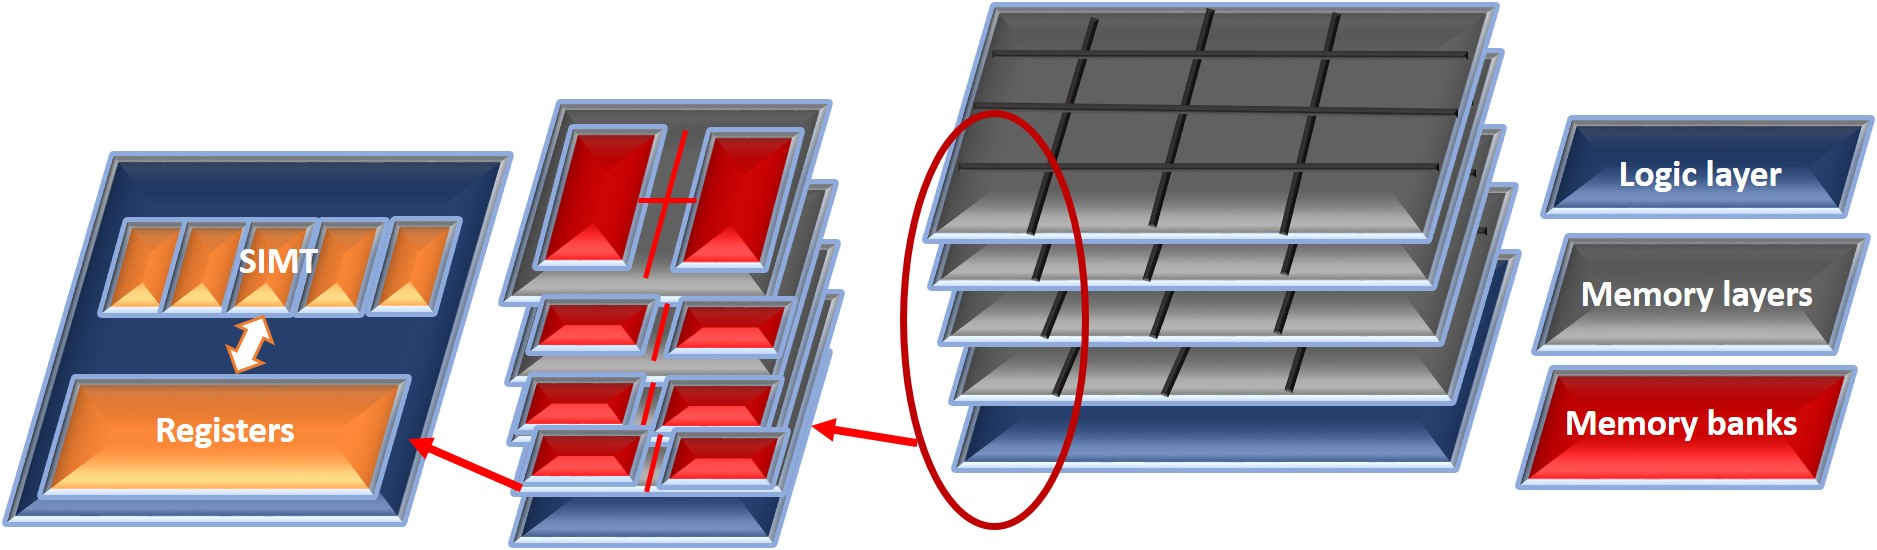 SIMT
Registers
Logic layer
Memory layers
Memory banks